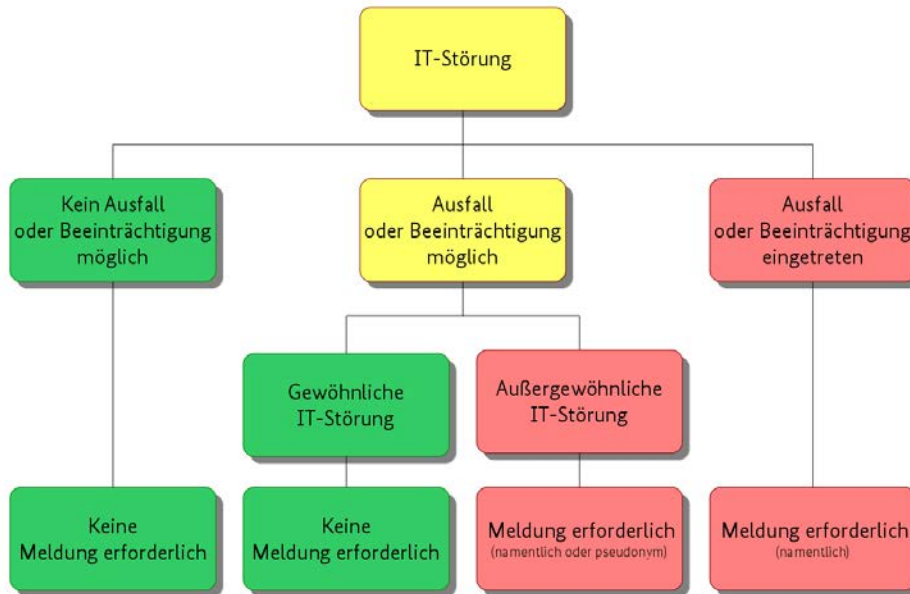 IT-Störung
Kein Ausfall
oder Beeinträchtigung
möglich
Ausfall
oder Beeinträchtigung
möglich
Ausfall
oder Beeinträchtigung
eingetreten
Gewöhnliche
IT-Störung
Außergewöhnliche
IT-Störung
Keine
Meldung erforderlich
Keine
Meldung erforderlich
Meldung erforderlich
(namentlich oder pseudonym)
Meldung erforderlich
(namentlich)